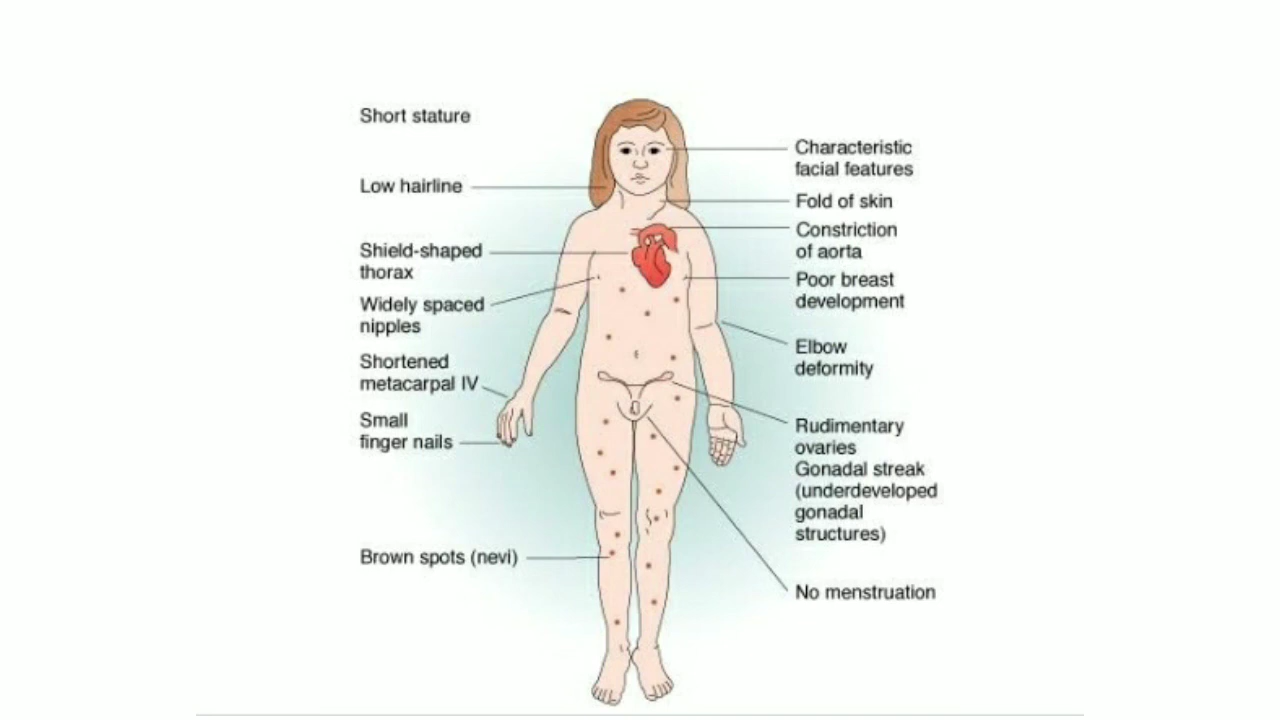 Short stature
Low hairline
Shield-shaped
thorax
Widely spaced
nipples
Shortened
metacarpal IV
Small
finger nails
Brown spots (nevi)
Characteristic
facial features
Fold of skin
Constriction
of aorta
Poor breast
development
Elbow
deformity
Rudimentary
ovaries
Gonadal streak
(underdeveloped
gonadal
structures)
No menstruation